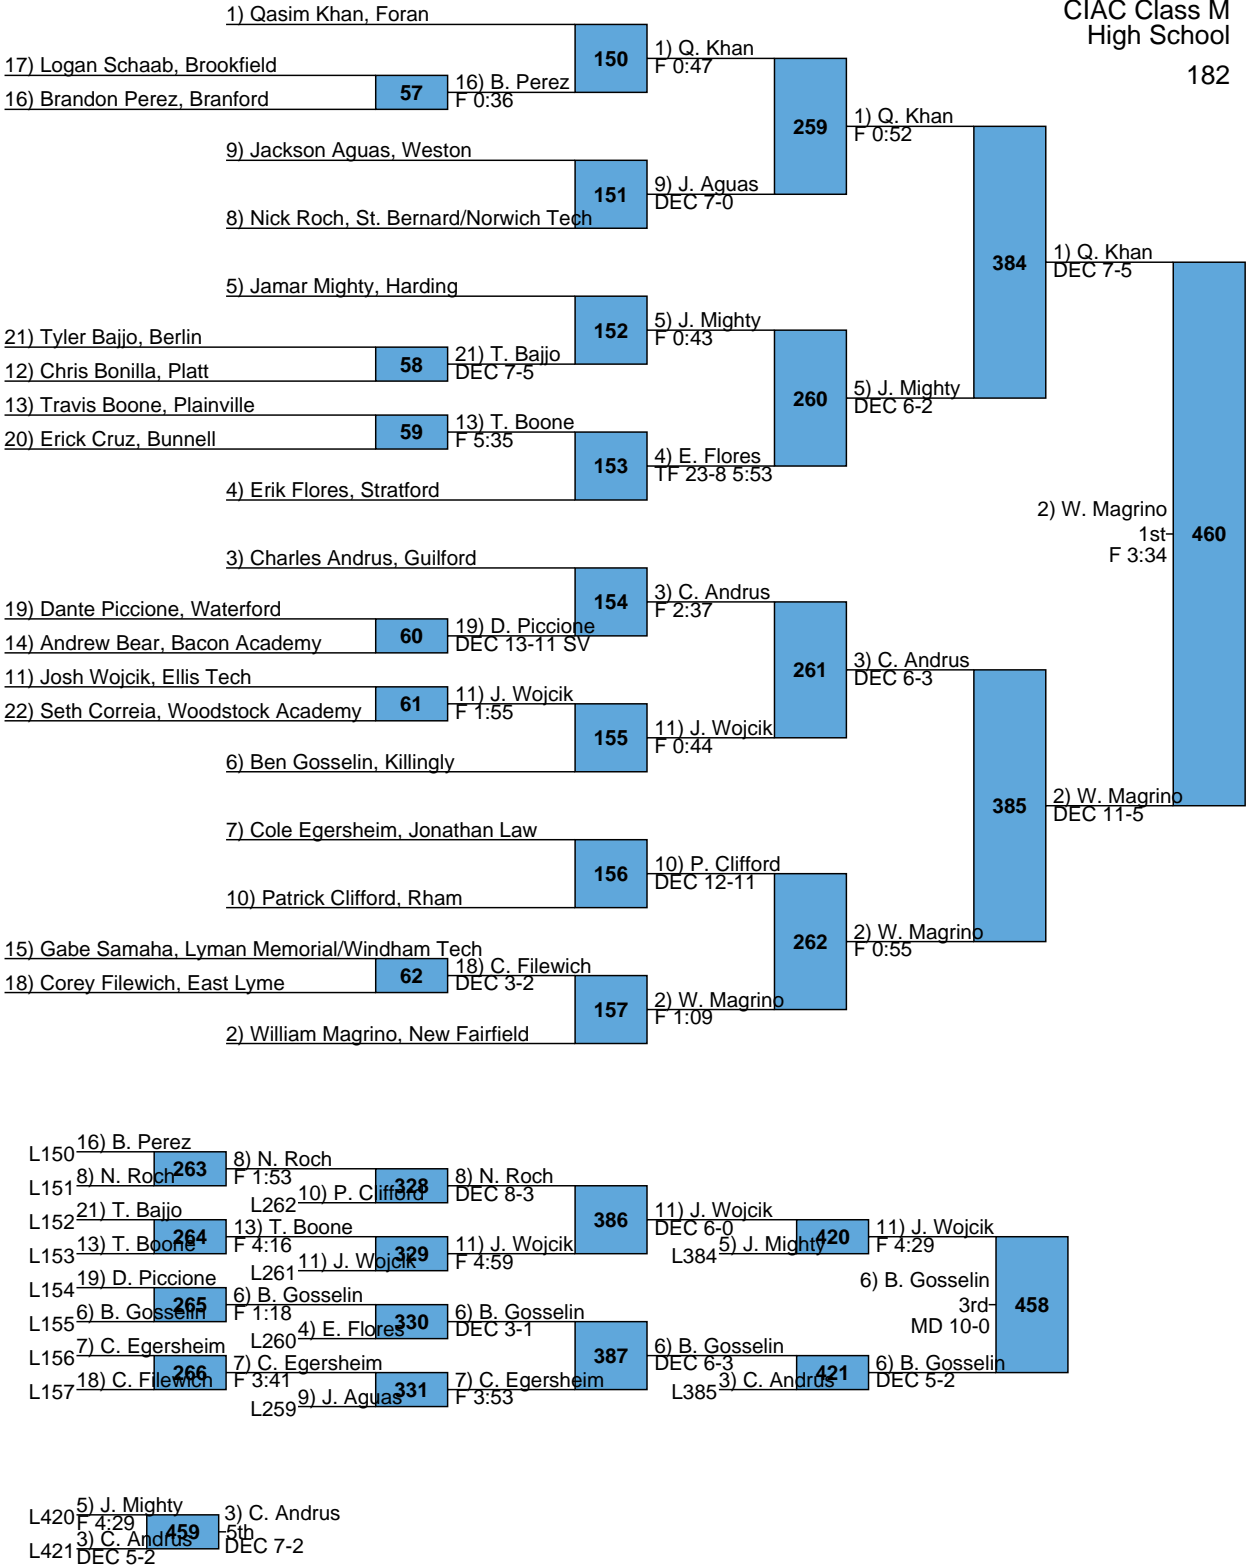 CIAC Class M
High School
182
1) Qasim Khan, Foran
17) Logan Schaab, Brookfield
16) Brandon Perez, Branford
57
16) B. Perez
F 0:36
150
1) Q. Khan
F 0:47
9) Jackson Aguas, Weston
8) Nick Roch, St. Bernard/Norwich Tech
151
9) J. Aguas
DEC 7-0
259
1) Q. Khan
F 0:52
5) Jamar Mighty, Harding
21) Tyler Bajjo, Berlin
12) Chris Bonilla, Platt
58
21) T. Bajjo
DEC 7-5
152
5) J. Mighty
F 0:43
13) Travis Boone, Plainville
20) Erick Cruz, Bunnell
59
13) T. Boone
F 5:35
4) Erik Flores, Stratford
153
4) E. Flores
TF 23-8 5:53
260
5) J. Mighty
DEC 6-2
384
1) Q. Khan
DEC 7-5
3) Charles Andrus, Guilford
19) Dante Piccione, Waterford
14) Andrew Bear, Bacon Academy
60
19) D. Piccione
DEC 13-11 SV
154
3) C. Andrus
F 2:37
11) Josh Wojcik, Ellis Tech
22) Seth Correia, Woodstock Academy
61
11) J. Wojcik
F 1:55
6) Ben Gosselin, Killingly
155
11) J. Wojcik
F 0:44
261
3) C. Andrus
DEC 6-3
7) Cole Egersheim, Jonathan Law
10) Patrick Clifford, Rham
156
10) P. Clifford
DEC 12-11
15) Gabe Samaha, Lyman Memorial/Windham Tech
18) Corey Filewich, East Lyme
62
18) C. Filewich
DEC 3-2
2) William Magrino, New Fairfield
157
2) W. Magrino
F 1:09
262
2) W. Magrino
F 0:55
385
2) W. Magrino
DEC 11-5
2) W. Magrino
1st
F 3:34
460
L150
16) B. Perez
L151
8) N. Roch
263
8) N. Roch
F 1:53
L262
10) P. Clifford
328
8) N. Roch
DEC 8-3
L152
21) T. Bajjo
L153
13) T. Boone
264
13) T. Boone
F 4:16
L261
11) J. Wojcik
329
11) J. Wojcik
F 4:59
386
11) J. Wojcik
DEC 6-0
L384
5) J. Mighty
420
11) J. Wojcik
F 4:29
L154
19) D. Piccione
L155
6) B. Gosselin
265
6) B. Gosselin
F 1:18
L260
4) E. Flores
330
6) B. Gosselin
DEC 3-1
L156
7) C. Egersheim
L157
18) C. Filewich
266
7) C. Egersheim
F 3:41
L259
9) J. Aguas
331
7) C. Egersheim
F 3:53
387
6) B. Gosselin
DEC 6-3
L385
3) C. Andrus
421
6) B. Gosselin
DEC 5-2
6) B. Gosselin
3rd
MD 10-0
458
L420
5) J. Mighty
F 4:29
L421
3) C. Andrus
DEC 5-2
459
3) C. Andrus
5th
DEC 7-2